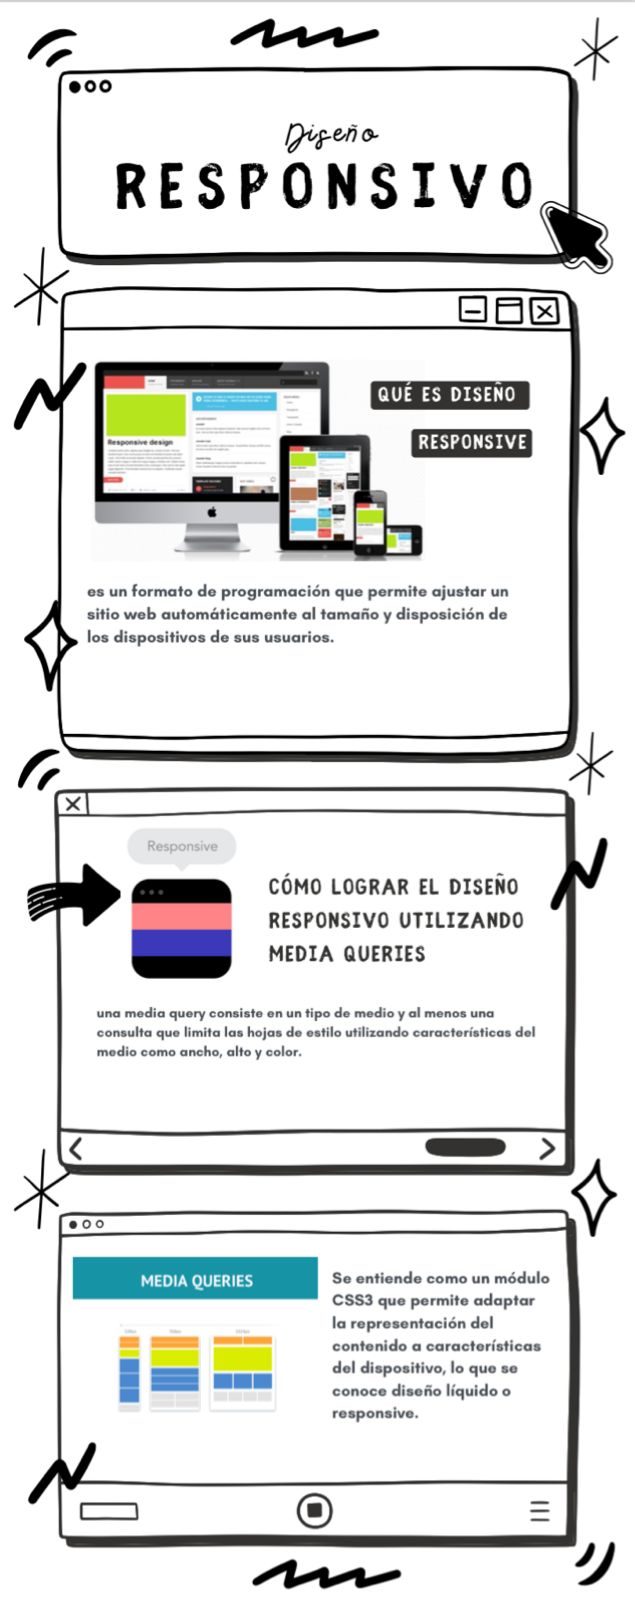 Diseño
RESPONSIVO
QUÉ ES DISEÑO
RESPONSIVE
Responsive design
es un formato de programación que permite ajustar un
sitio web automáticamente al tamaño y disposición de
los dispositivos de sus usuarios.
Responsive
CÓMO LOGRAR EL DISEÑO
RESPONSIVO UTILIZANDO
MEDIA QUERIES
una media query consiste en un tipo de medio y al menos una
consulta que limita las hojas de estilo utilizando características del
medio como ancho, alto y color.
MEDIA QUERIES
Se entiende como un módulo
CSS3 que permite adaptar
la representación del
contenido a características
del dispositivo, lo que se
conoce diseño líquido o
responsive.